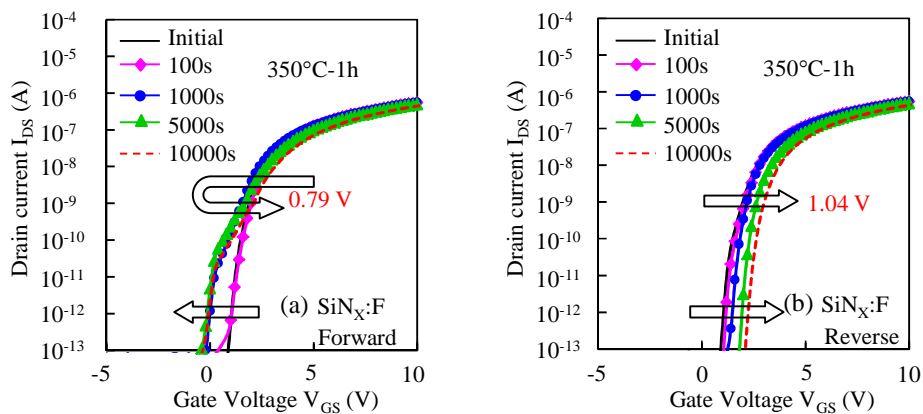 10⁻⁴
10⁻⁵
10⁻⁶
10⁻⁷
10⁻⁸
10⁻⁹
10⁻¹⁰
10⁻¹¹
10⁻¹²
10⁻¹³
Drain current I_DS (A)
Initial
100s
1000s
5000s
10000s
350°C-1h
0.79 V
(a) SiN_X:F
Forward
-5 0 5 10
Gate Voltage V_GS (V)
10⁻⁴
10⁻⁵
10⁻⁶
10⁻⁷
10⁻⁸
10⁻⁹
10⁻¹⁰
10⁻¹¹
10⁻¹²
10⁻¹³
Drain current I_DS (A)
Initial
100s
1000s
5000s
10000s
350°C-1h
1.04 V
(b) SiN_X:F
Reverse
-5 0 5 10
Gate Voltage V_GS (V)